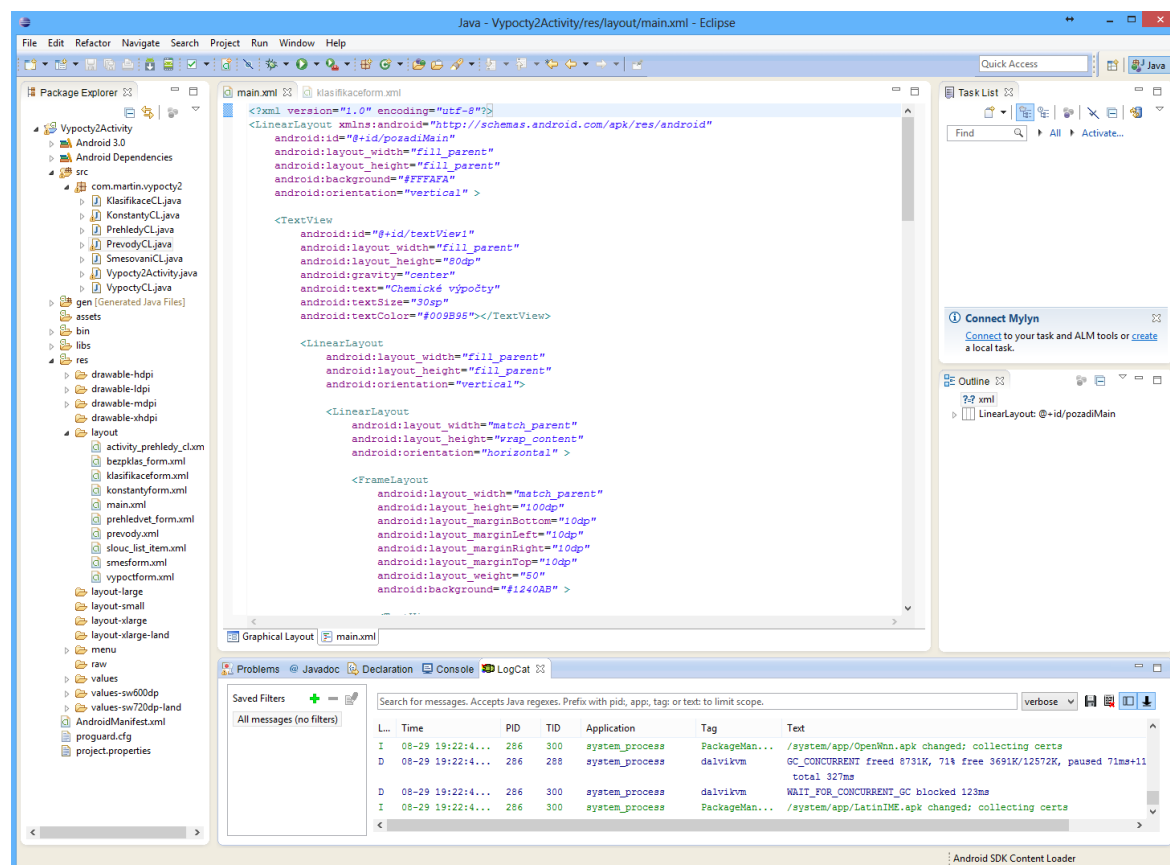 Java - Vypocty2Activity/res/layout/main.xml - Eclipse
File Edit Refactor Navigate Search Project Run Window Help
Quick Access
Java
Package Explorer
Vypocty2Activity
Android 3.0
Android Dependencies
src
com.martin.vypocty2
KlasifikaceCL.java
KonstantyCL.java
PrehledyCL.java
PrevodyCL.java
SmesovaniCL.java
Vypocty2Activity.java
VypoctyCL.java
gen [Generated Java Files]
assets
bin
libs
res
drawable-hdpi
drawable-ldpi
drawable-mdpi
drawable-xhdpi
layout
activity_prehledy_cl.xm
bezpklas_form.xml
klasifikaceform.xml
konstantyform.xml
main.xml
prehledvet_form.xml
prevody.xml
slouc_list_item.xml
smesform.xml
vypoctform.xml
layout-large
layout-small
layout-xlarge
layout-xlarge-land
menu
raw
values
values-sw600dp
values-sw720dp-land
AndroidManifest.xml
proguard.cfg
project.properties
main.xml klasifikaceform.xml
<?xml version="1.0" encoding="utf-8"?>
<LinearLayout xmlns:android="http://schemas.android.com/apk/res/android"
android:id="@+id/pozadiMain"
android:layout_width="fill_parent"
android:layout_height="fill_parent"
android:background="#FFFAFA"
android:orientation="vertical" >
<TextView
android:id="@+id/textView1"
android:layout_width="fill_parent"
android:layout_height="80dp"
android:gravity="center"
android:text="Chemické výpočty"
android:textSize="30sp"
android:textColor="#009B95"></TextView>
<LinearLayout
android:layout_width="fill_parent"
android:layout_height="fill_parent"
android:orientation="vertical">
<LinearLayout
android:layout_width="match_parent"
android:layout_height="wrap_content"
android:orientation="horizontal" >
<FrameLayout
android:layout_width="match_parent"
android:layout_height="100dp"
android:layout_marginBottom="10dp"
android:layout_marginLeft="10dp"
android:layout_marginRight="10dp"
android:layout_marginTop="10dp"
android:layout_weight="50"
android:background="#1240AB" >
Graphical Layout main.xml
Task List
Find All Activate...
Connect Mylyn
Connect to your task and ALM tools or create
a local task.
Outline
?=? xml
LinearLayout: @+id/pozadiMain
Problems @ Javadoc Declaration Console LogCat
Saved Filters
All messages (no filters)
Search for messages. Accepts Java regexes. Prefix with pid:, app:, tag: or text: to limit scope.
verbose
L... Time PID TID Application Tag Text
I 08-29 19:22:4... 286 300 system_process PackageMan... /system/app/OpenWnn.apk changed; collecting certs
D 08-29 19:22:4... 286 288 system_process dalvikvm GC_CONCURRENT freed 8731K, 71% free 3691K/12572K, paused 71ms+11
total 327ms
D 08-29 19:22:4... 286 300 system_process dalvikvm WAIT_FOR_CONCURRENT_GC blocked 123ms
I 08-29 19:22:4... 286 300 system_process PackageMan... /system/app/LatinIME.apk changed; collecting certs
Android SDK Content Loader